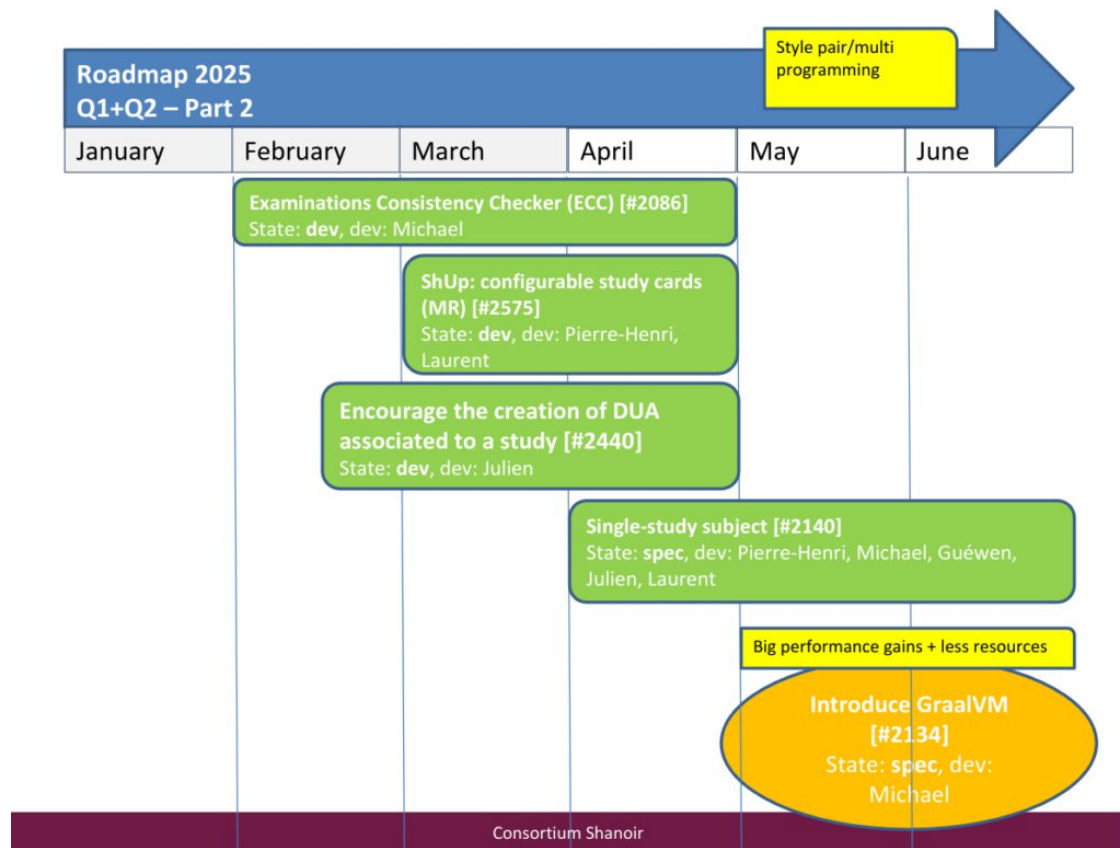 Style pair/multi
programming
Roadmap 2025
Q1+Q2 – Part 2
January February March April May June
Examinations Consistency Checker (ECC) [#2086]
State: dev, dev: Michael
ShUp: configurable study cards
(MR) [#2575]
State: dev, dev: Pierre-Henri,
Laurent
Encourage the creation of DUA
associated to a study [#2440]
State: dev, dev: Julien
Single-study subject [#2140]
State: spec, dev: Pierre-Henri, Michael, Guéwen,
Julien, Laurent
Big performance gains + less resources
Introduce GraalVM
[#2134]
State: spec, dev:
Michael
Consortium Shanoir